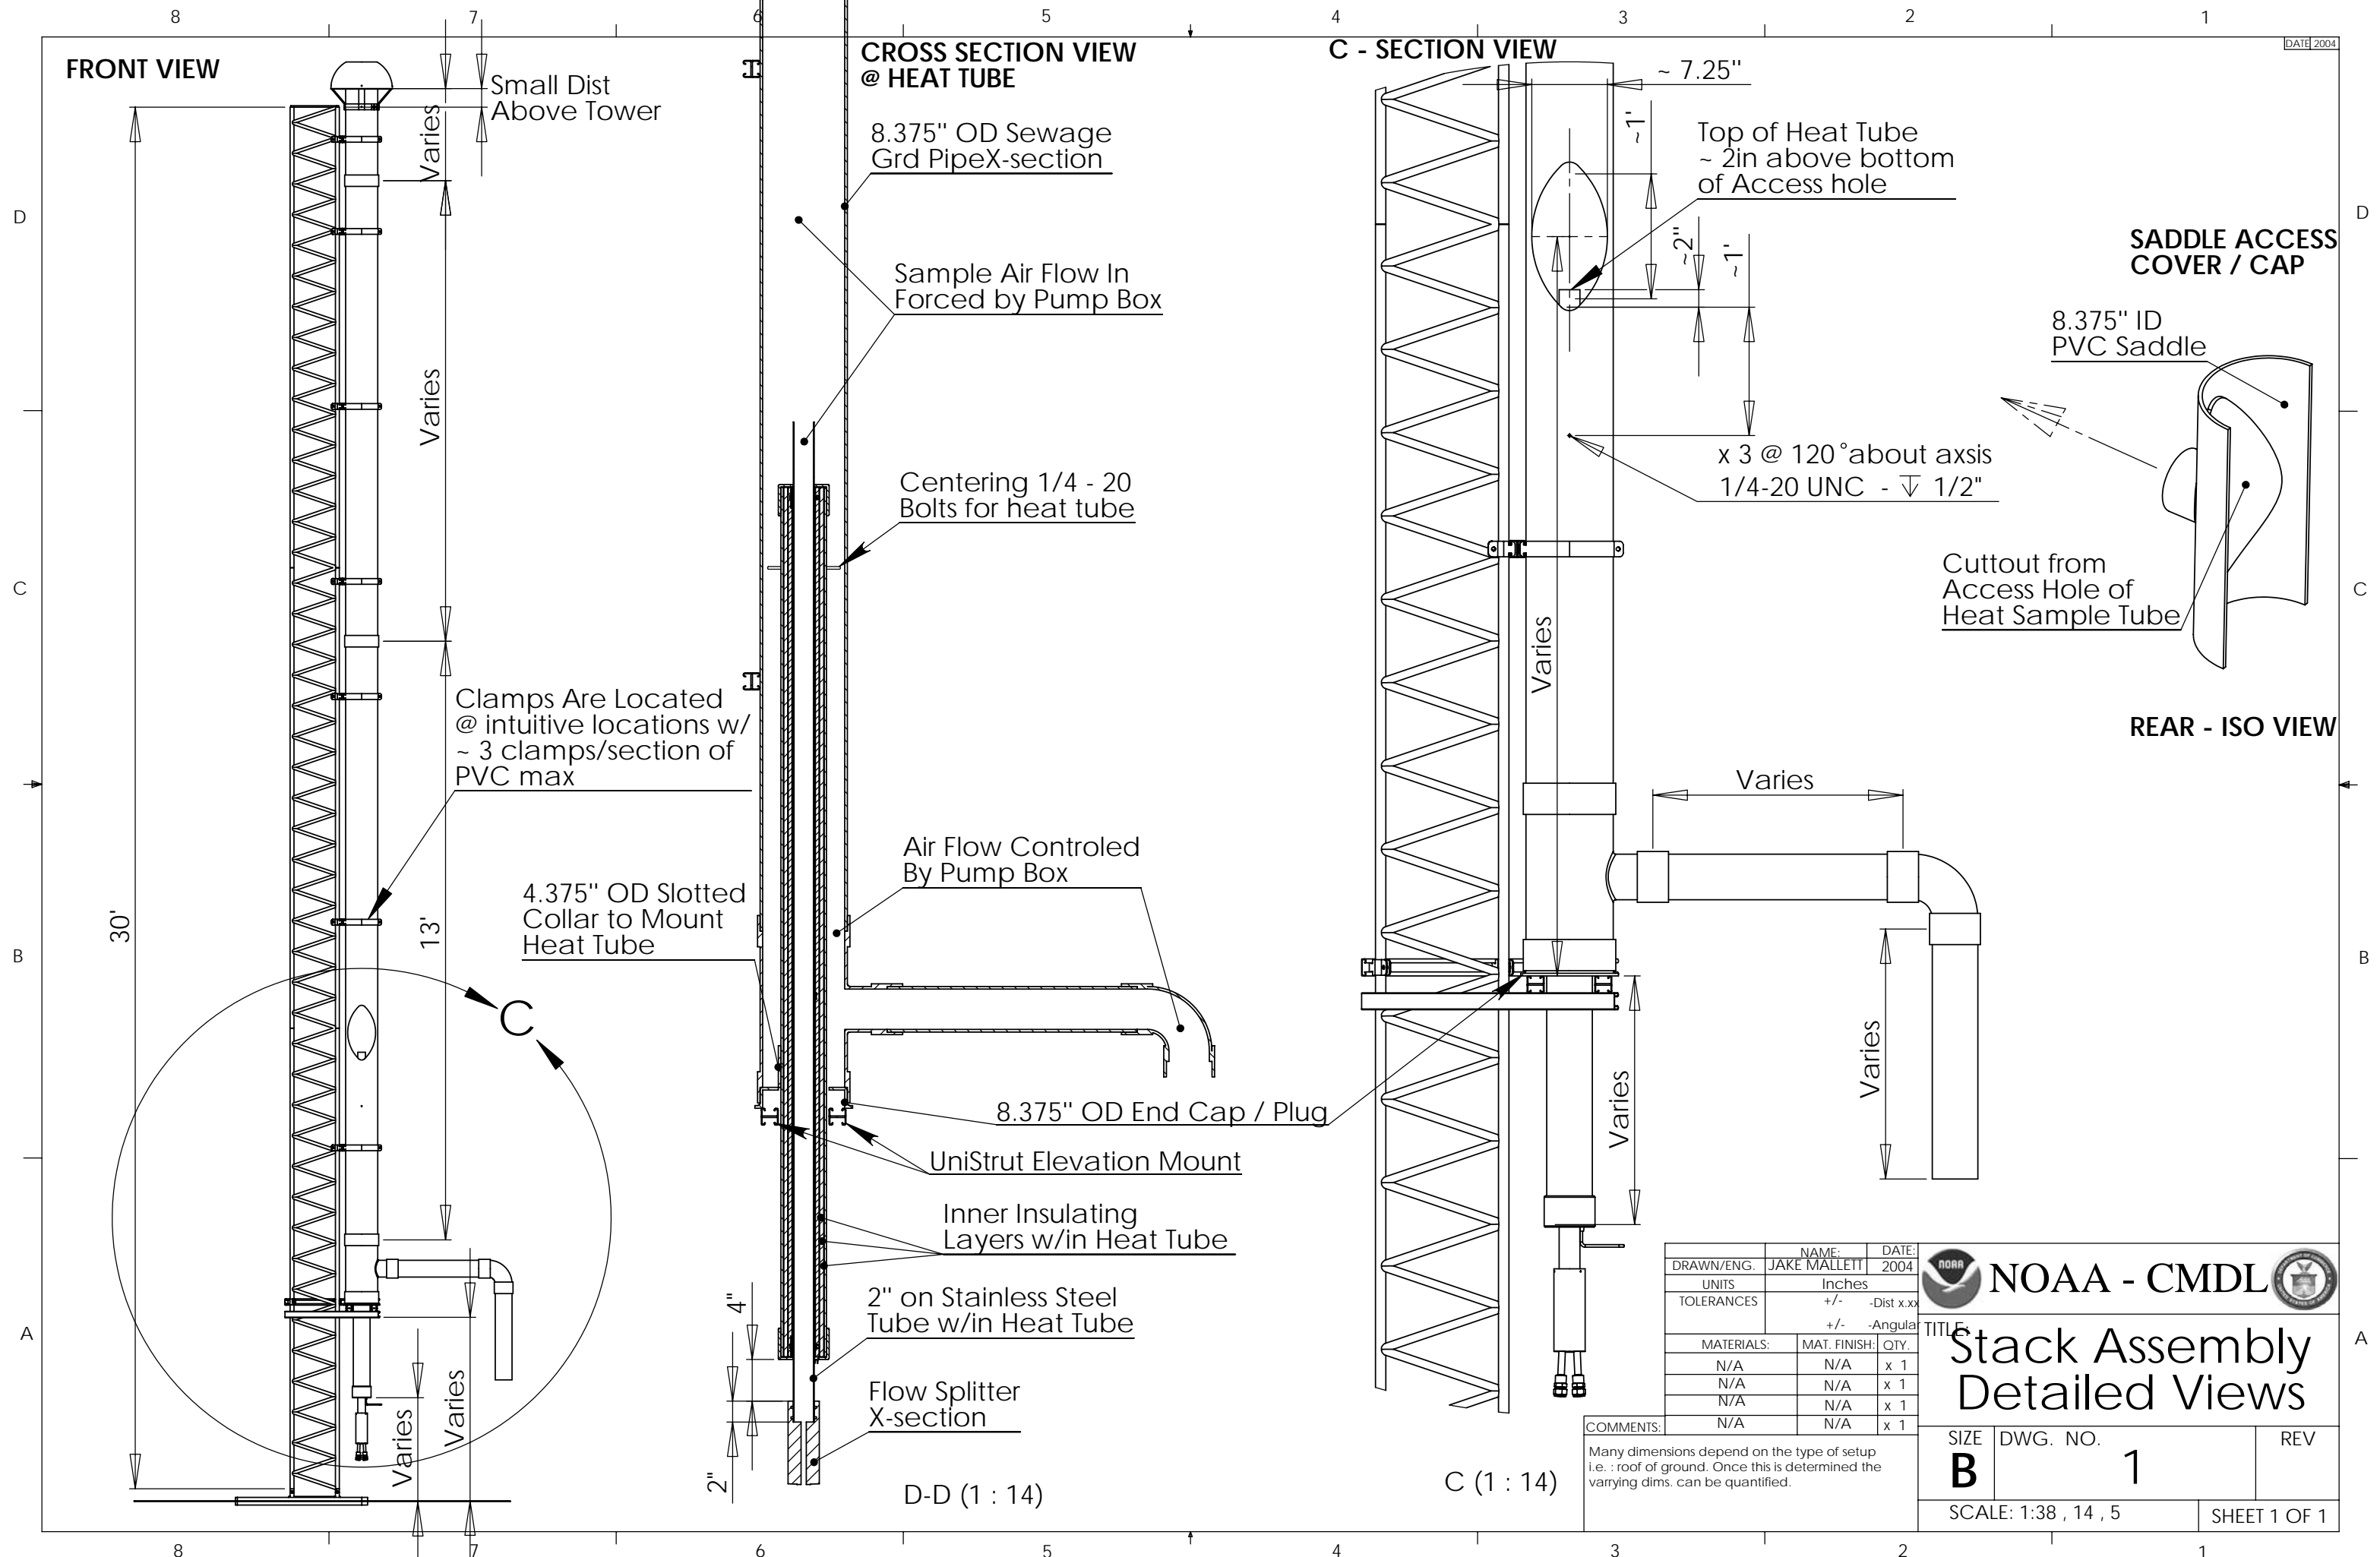 8 7 6 5 4 3 2 1
DATE 2004
FRONT VIEW
Small Dist
Above Tower
Varies
Varies
13'
30'
Clamps Are Located
@ intuitive locations w/
~ 3 clamps/section of
PVC max
C
Varies
Varies
CROSS SECTION VIEW
@ HEAT TUBE
8.375" OD Sewage
Grd PipeX-section
Sample Air Flow In
Forced by Pump Box
Centering 1/4 - 20
Bolts for heat tube
Air Flow Controled
By Pump Box
4.375" OD Slotted
Collar to Mount
Heat Tube
8.375" OD End Cap / Plug
UniStrut Elevation Mount
Inner Insulating
Layers w/in Heat Tube
2" on Stainless Steel
Tube w/in Heat Tube
Flow Splitter
X-section
4"
2"
D-D (1 : 14)
C - SECTION VIEW
~ 7.25"
~1'
Top of Heat Tube
~ 2in above bottom
of Access hole
~2"
~1'
x 3 @ 120°about axsis
1/4-20 UNC - ↧ 1/2"
Varies
Varies
Varies
Varies
C (1 : 14)
SADDLE ACCESS
COVER / CAP
8.375" ID
PVC Saddle
Cuttout from
Access Hole of
Heat Sample Tube
REAR - ISO VIEW
D
C
B
A
D
C
B
A
NAME: DATE:
DRAWN/ENG. JAKE MALLETT 2004
UNITS Inches
TOLERANCES +/- -Dist x.xx
+/- -Angular
MATERIALS: MAT. FINISH: QTY.
N/A N/A x 1
N/A N/A x 1
N/A N/A x 1
N/A N/A x 1
COMMENTS:
Many dimensions depend on the type of setup
i.e. : roof of ground. Once this is determined the
varrying dims. can be quantified.
NOAA
NOAA - CMDL
TITLE:
Stack Assembly
Detailed Views
SIZE DWG. NO. REV
B 1
SCALE: 1:38 , 14 , 5 SHEET 1 OF 1
8 7 6 5 4 3 2 1